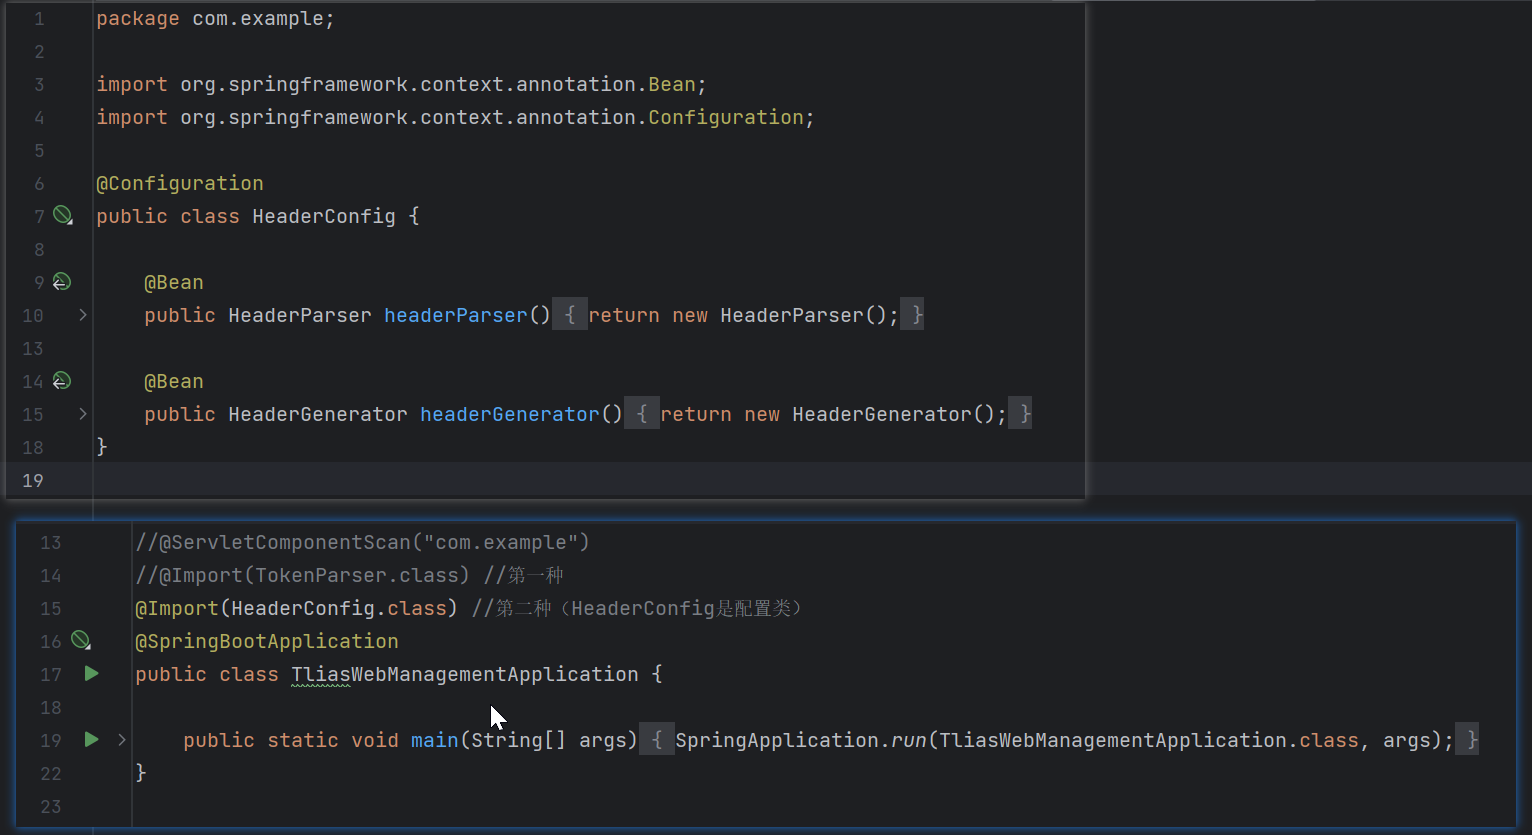 1 package com.example;
2
3 import org.springframework.context.annotation.Bean;
4 import org.springframework.context.annotation.Configuration;
5
6 @Configuration
7 public class HeaderConfig {
8
9 @Bean
10 public HeaderParser headerParser() { return new HeaderParser(); }
13
14 @Bean
15 public HeaderGenerator headerGenerator() { return new HeaderGenerator(); }
18 }
19
13 //@ServletComponentScan("com.example")
14 //@Import(TokenParser.class) //第一种
15 @Import(HeaderConfig.class) //第二种（HeaderConfig是配置类）
16 @SpringBootApplication
17 public class TliasWebManagementApplication {
18
19 public static void main(String[] args) { SpringApplication.run(TliasWebManagementApplication.class, args); }
22 }
23